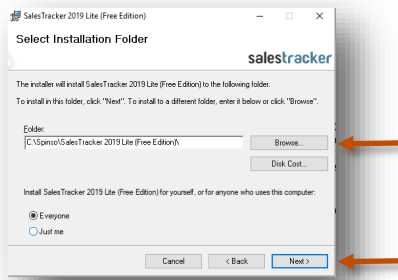 SalesTracker 2019 Lite (Free Edition)
Select Installation Folder
salestracker
The installer will install SalesTracker 2019 Lite (Free Edition) to the following folder.
To install in this folder, click "Next". To install to a different folder, enter it below or click "Browse".
Folder:
C:\Spinso\SalesTracker 2019 Lite (Free Edition)\
Browse...
Disk Cost...
Install SalesTracker 2019 Lite (Free Edition) for yourself, or for anyone who uses this computer:
Everyone
Just me
Cancel < Back Next >